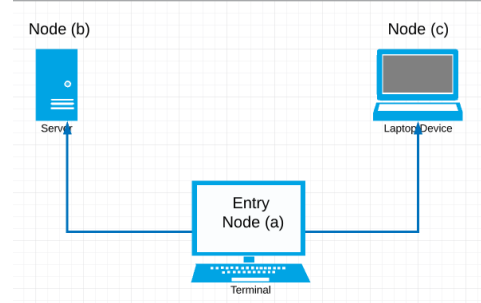 Node (b)
Node (c)
Server
Laptop Device
Entry
Node (a)
Terminal